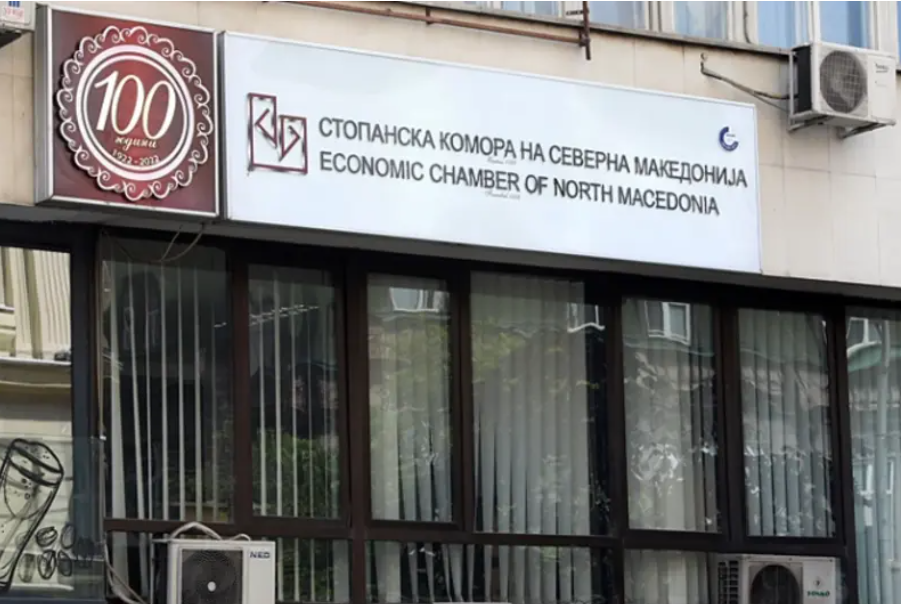 100
години
1922 - 2022
СТОПАНСКА КОМОРА НА СЕВЕРНА МАКЕДОНИЈА
ECONOMIC CHAMBER OF NORTH MACEDONIA
NEO